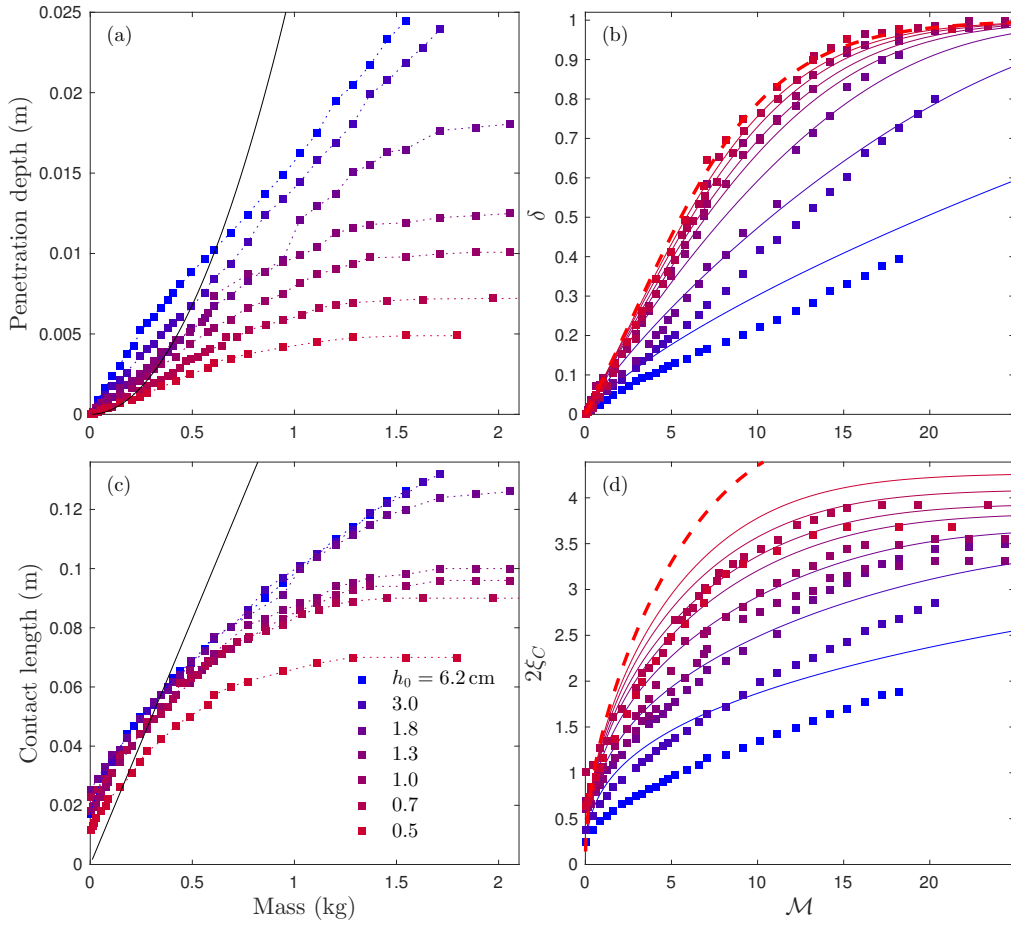 (a)
Penetration depth (m)
0.025
0.02
0.015
0.01
0.005
0
0 0.5 1 1.5 2
(b)
δ
1
0.9
0.8
0.7
0.6
0.5
0.4
0.3
0.2
0.1
0
0 5 10 15 20
(c)
Contact length (m)
0.12
0.1
0.08
0.06
0.04
0.02
0
0 0.5 1 1.5 2
Mass (kg)
h₀ = 6.2 cm
3.0
1.8
1.3
1.0
0.7
0.5
(d)
2ξ_C
4
3.5
3
2.5
2
1.5
1
0.5
0
0 5 10 15 20
ℳ